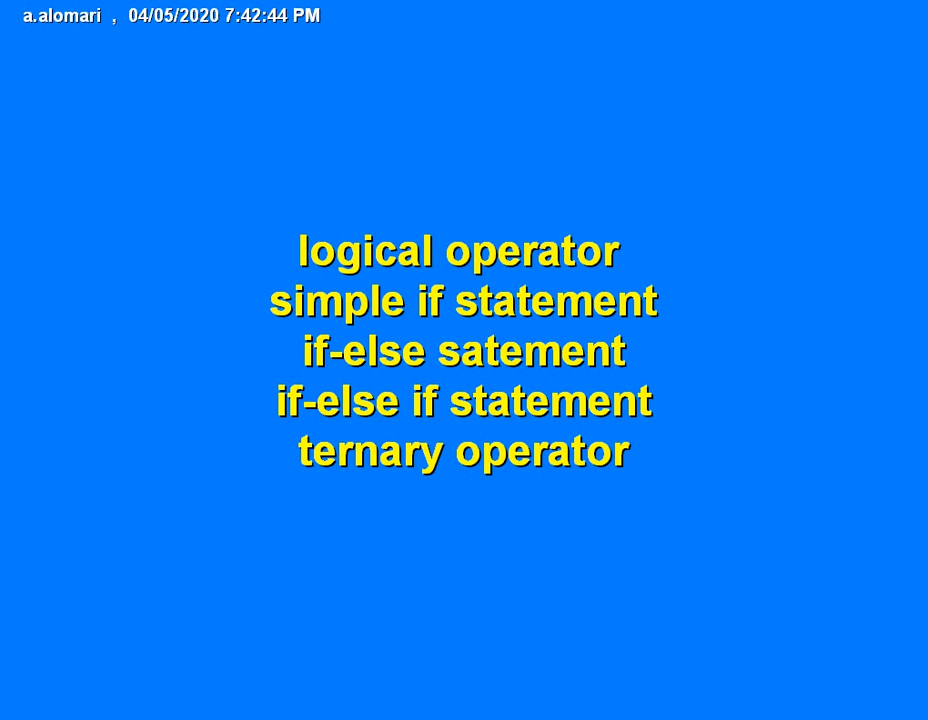 a.alomari , 04/05/2020 7:42:44 PM
logical operator
simple if statement
if-else satement
if-else if statement
ternary operator